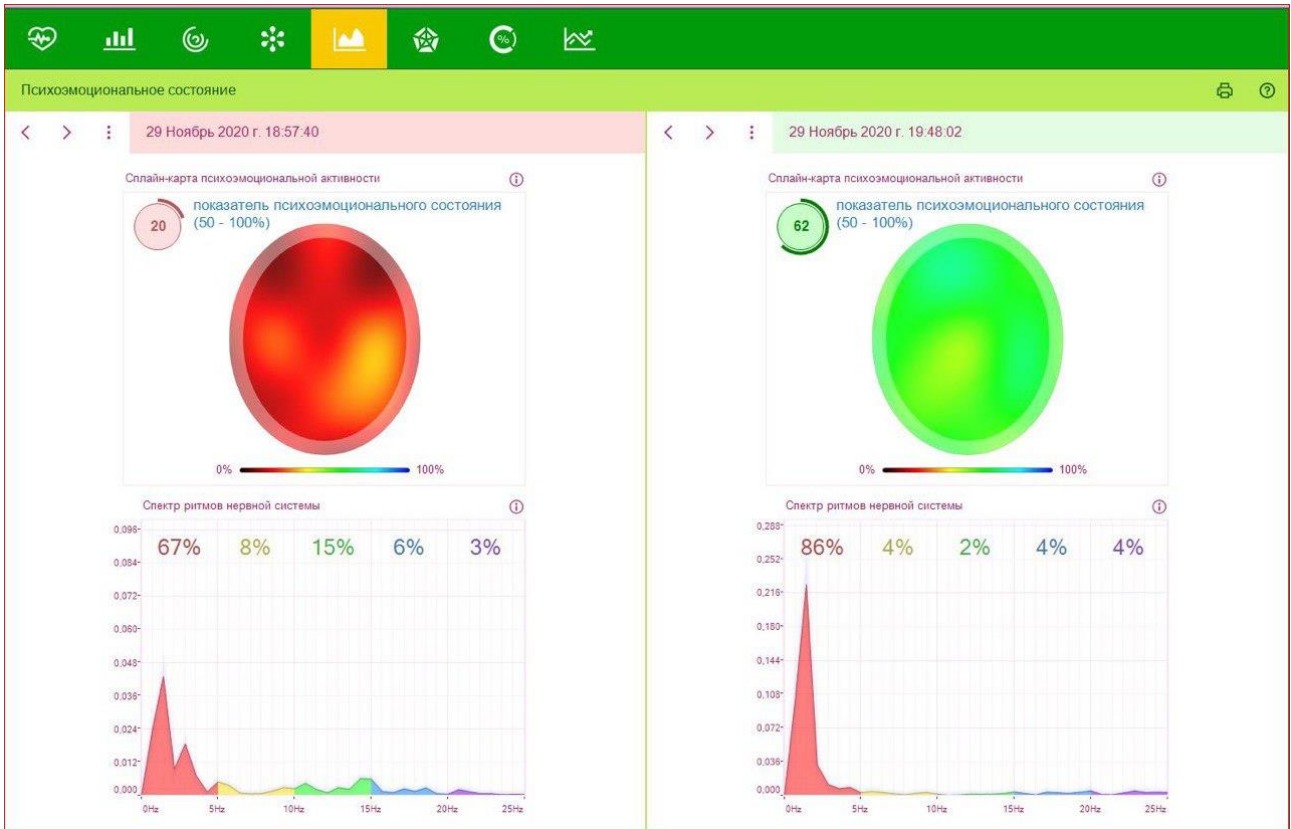 %
Психоэмоциональное состояние
29 Ноябрь 2020 г. 18:57:40
Сплайн-карта психоэмоциональной активности
20
показатель психоэмоционального состояния
(50 - 100%)
0%
100%
Спектр ритмов нервной системы
67% 8% 15% 6% 3%
0,096
0,084
0,072
0,060
0,048
0,036
0,024
0,012
0,000
0Hz 5Hz 10Hz 15Hz 20Hz 25Hz
29 Ноябрь 2020 г. 19:48:02
Сплайн-карта психоэмоциональной активности
62
показатель психоэмоционального состояния
(50 - 100%)
0%
100%
Спектр ритмов нервной системы
86% 4% 2% 4% 4%
0,288
0,252
0,216
0,180
0,144
0,108
0,072
0,036
0,000
0Hz 5Hz 10Hz 15Hz 20Hz 25Hz